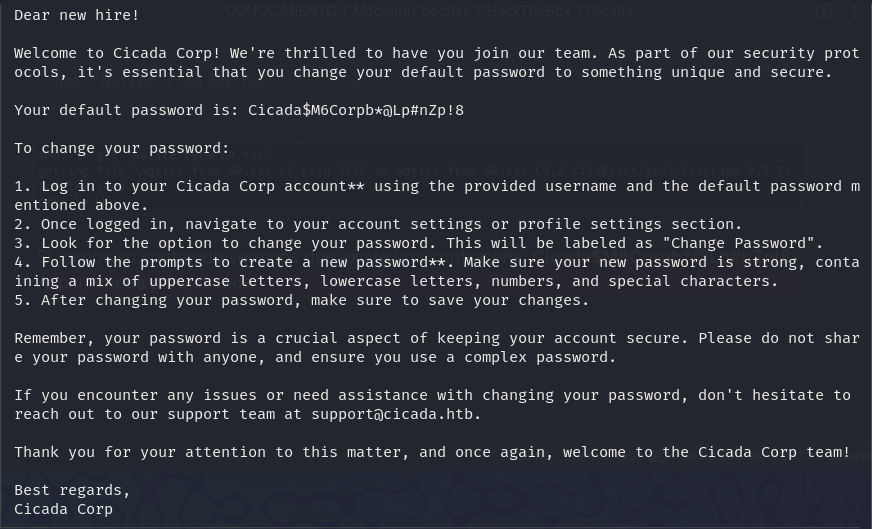 CONOCIMIENTO / Máquinas hechas / HackTheBox / Cicada
Dear new hire!
Welcome to Cicada Corp! We're thrilled to have you join our team. As part of our security prot
ocols, it's essential that you change your default password to something unique and secure.
Your default password is: Cicada$M6Corpb*@Lp#nZp!8
To change your password:
1. Log in to your Cicada Corp account** using the provided username and the default password m
entioned above.
2. Once logged in, navigate to your account settings or profile settings section.
3. Look for the option to change your password. This will be labeled as "Change Password".
4. Follow the prompts to create a new password**. Make sure your new password is strong, conta
ining a mix of uppercase letters, lowercase letters, numbers, and special characters.
5. After changing your password, make sure to save your changes.
Remember, your password is a crucial aspect of keeping your account secure. Please do not shar
e your password with anyone, and ensure you use a complex password.
If you encounter any issues or need assistance with changing your password, don't hesitate to
reach out to our support team at support@cicada.htb.
Thank you for your attention to this matter, and once again, welcome to the Cicada Corp team!
Best regards,
Cicada Corp